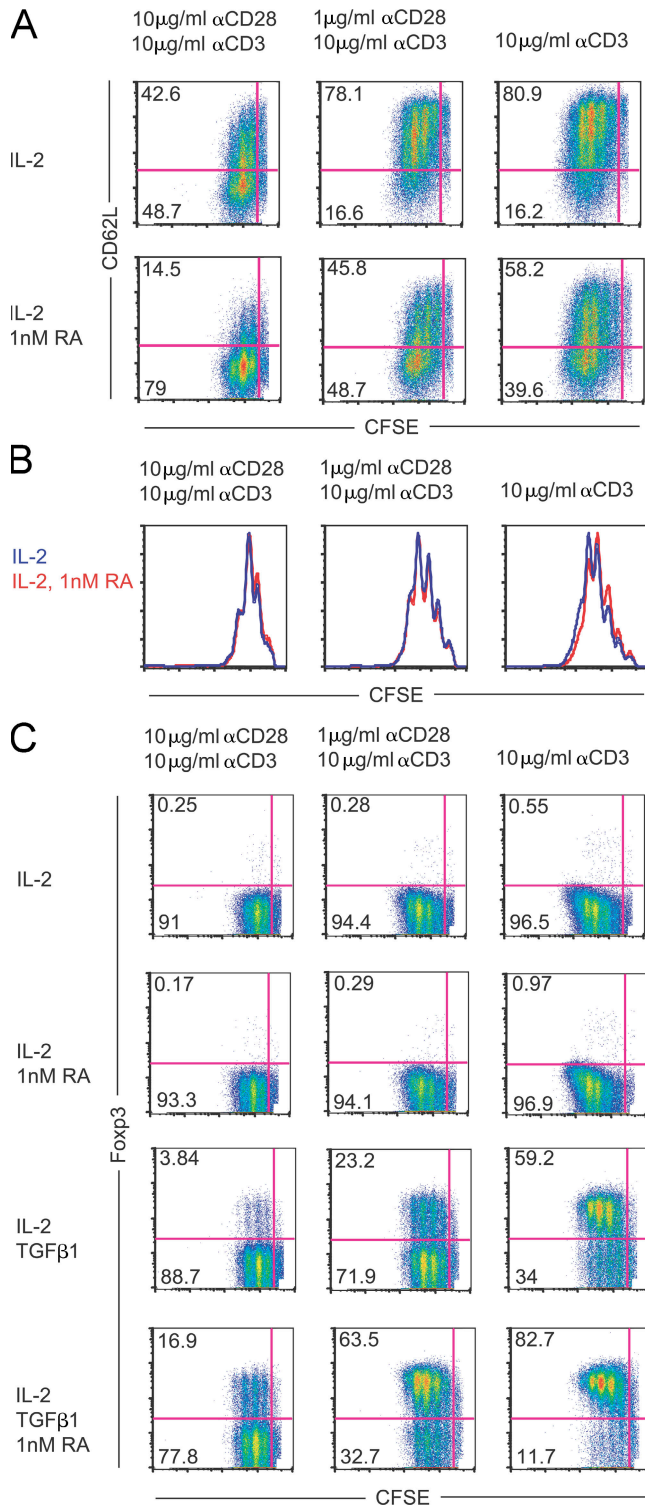 A
10μg/ml αCD28
10μg/ml αCD3
1μg/ml αCD28
10μg/ml αCD3
10μg/ml αCD3
IL-2
42.6
48.7
78.1
16.6
80.9
16.2
CD62L
IL-2
1nM RA
14.5
79
45.8
48.7
58.2
39.6
CFSE
B
10μg/ml αCD28
10μg/ml αCD3
1μg/ml αCD28
10μg/ml αCD3
10μg/ml αCD3
IL-2
IL-2, 1nM RA
CFSE
C
10μg/ml αCD28
10μg/ml αCD3
1μg/ml αCD28
10μg/ml αCD3
10μg/ml αCD3
IL-2
0.25
91
0.28
94.4
0.55
96.5
IL-2
1nM RA
0.17
93.3
0.29
94.1
0.97
96.9
Foxp3
IL-2
TGFβ1
3.84
88.7
23.2
71.9
59.2
34
IL-2
TGFβ1
1nM RA
16.9
77.8
63.5
32.7
82.7
11.7
CFSE